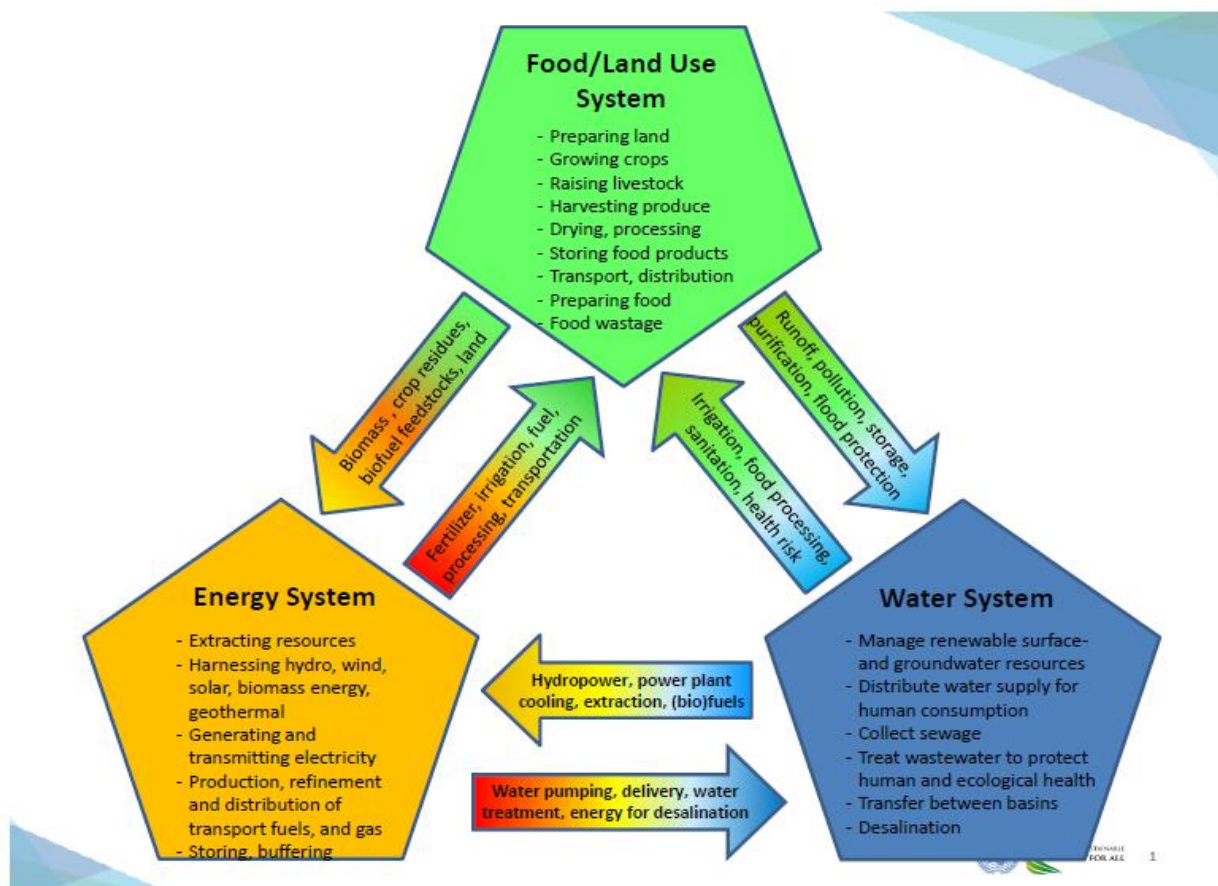 Food/Land Use
System
- Preparing land
- Growing crops
- Raising livestock
- Harvesting produce
- Drying, processing
- Storing food products
- Transport, distribution
- Preparing food
- Food wastage
Biomass , crop residues,
biofuel feedstocks, land
Fertilizer, irrigation, fuel,
processing, transportation
Irrigation, food processing,
sanitation, health risk
Runoff, pollution, storage,
purification, flood protection
Energy System
- Extracting resources
- Harnessing hydro, wind,
solar, biomass energy,
geothermal
- Generating and
transmitting electricity
- Production, refinement
and distribution of
transport fuels, and gas
- Storing, buffering
Hydropower, power plant
cooling, extraction, (bio)fuels
Water pumping, delivery, water
treatment, energy for desalination
Water System
- Manage renewable surface-
and groundwater resources
- Distribute water supply for
human consumption
- Collect sewage
- Treat wastewater to protect
human and ecological health
- Transfer between basins
- Desalination
FOR ALL
1